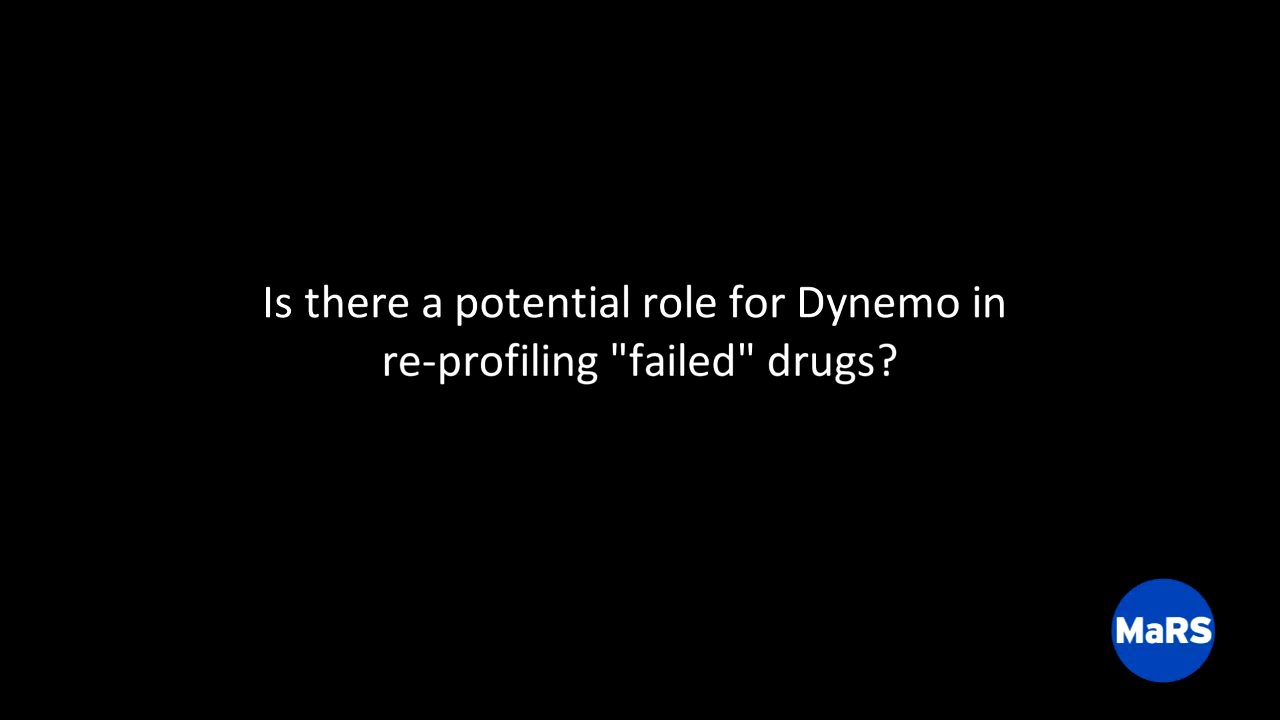 Is there a potential role for Dynemo in
re-profiling "failed" drugs?
MaRS